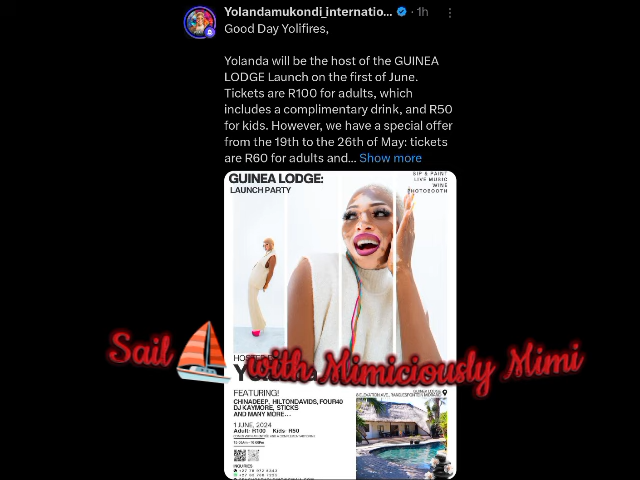 Yolandamukondi_internatio... · 1h
Good Day Yolifires,
Yolanda will be the host of the GUINEA
LODGE Launch on the first of June.
Tickets are R100 for adults, which
includes a complimentary drink, and R50
for kids. However, we have a special offer
from the 19th to the 26th of May: tickets
are R60 for adults and... Show more
GUINEA LODGE:
LAUNCH PARTY
SIP & PAINT
LIVE MUSIC
WINE
PHOTOBOOTH
Sail with Mimiciously Mimi
FEATURING!
CHINADEEP, HILTONDAVIDS, FOUR40
DJ KAYMORE, STICKS
AND MANY MORE...
1 JUNE, 2024
Adult: R100 Kids: R50
INQUIRIES